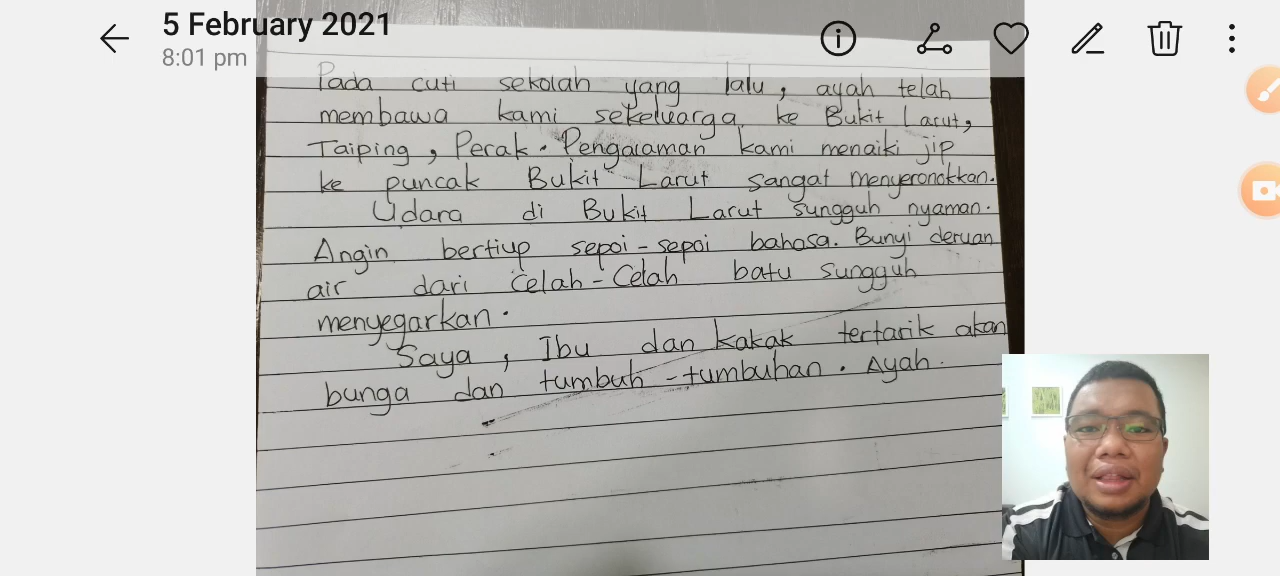 5 February 2021
8:01 pm
Pada cuti sekolah yang lalu, ayah telah
membawa kami sekeluarga ke Bukit Larut,
Taiping, Perak. Pengalaman kami menaiki jip
ke puncak Bukit Larut sangat menyeronokkan.
Udara di Bukit Larut sungguh nyaman.
Angin bertiup sepoi-sepoi bahasa. Bunyi deruan
air dari celah-celah batu sungguh
menyegarkan.
Saya, Ibu dan kakak tertarik akan
bunga dan tumbuh-tumbuhan. Ayah.